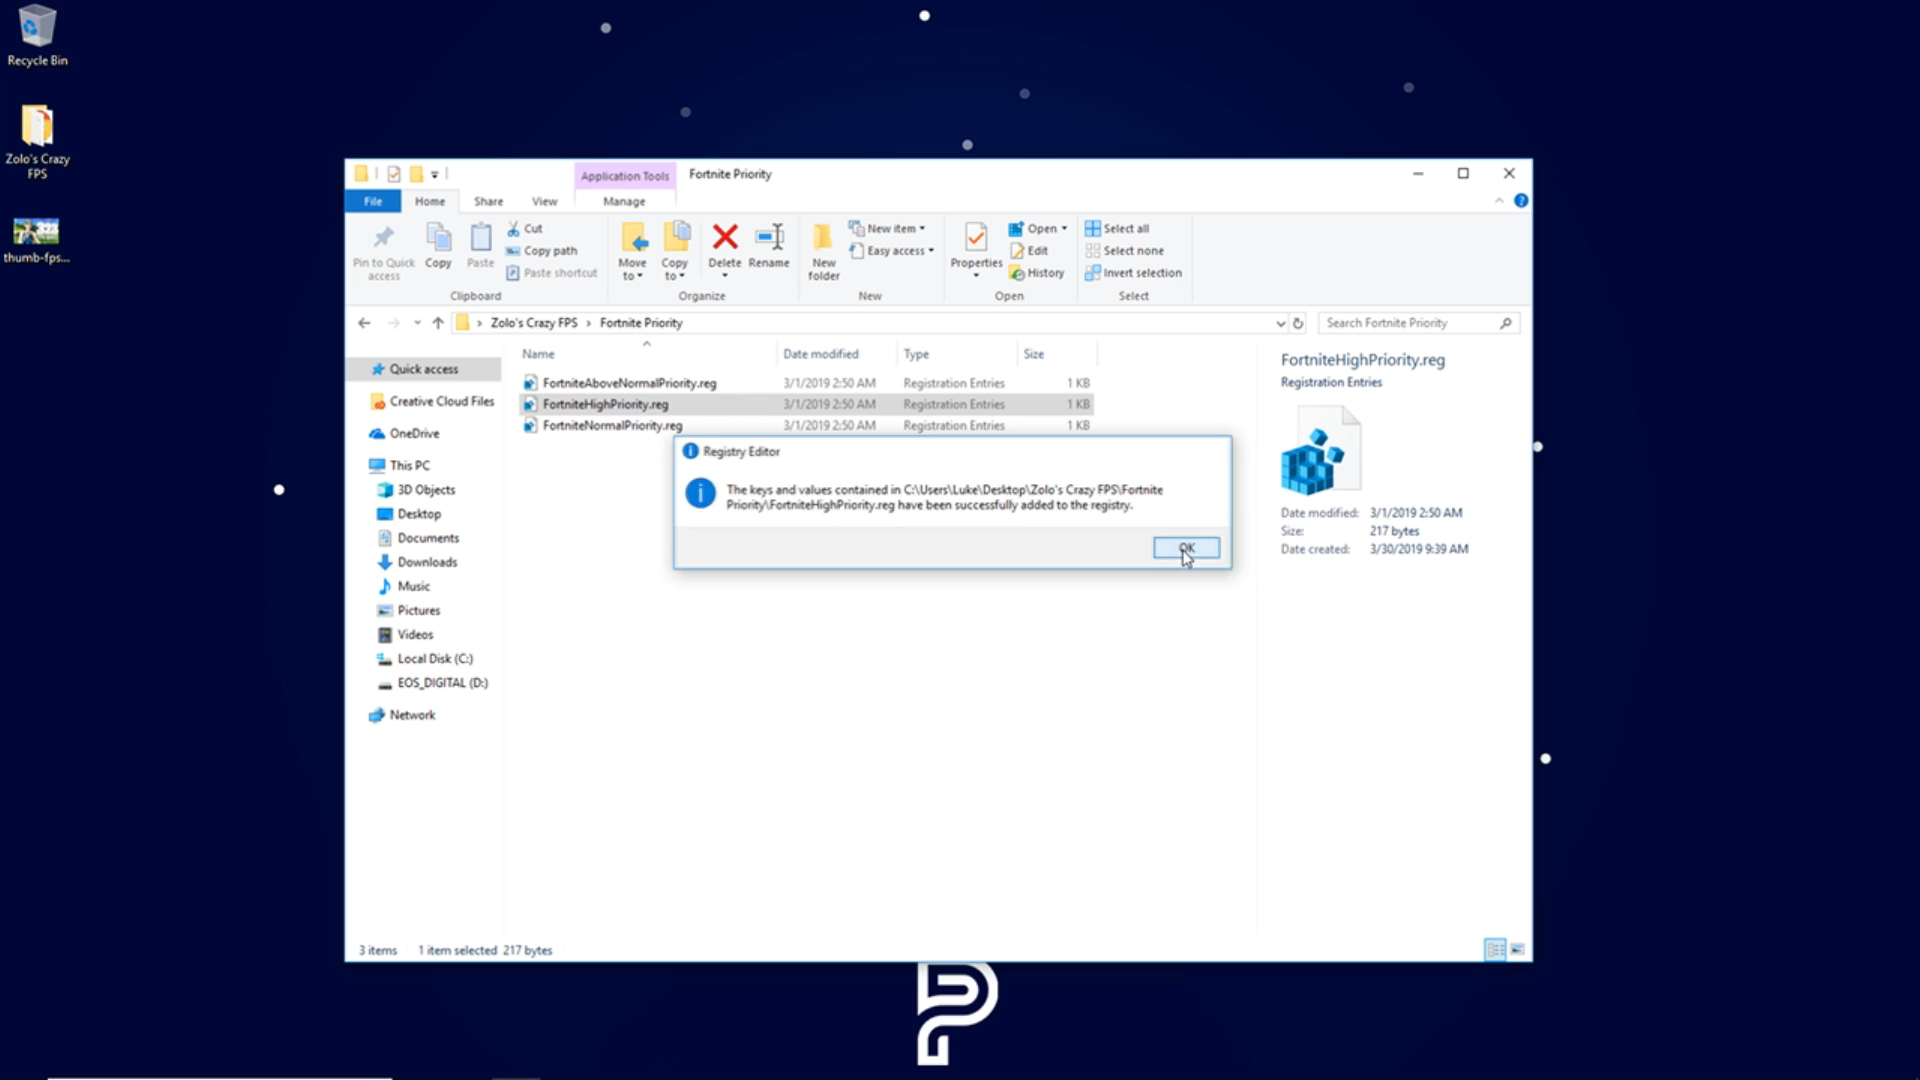 Recycle Bin
Zolo's Crazy
FPS
thumb-fps...
Application Tools
Fortnite Priority
File
Home
Share
View
Manage
Pin to Quick
access
Copy
Paste
Cut
Copy path
Paste shortcut
Clipboard
Move
to
Copy
to
Delete
Rename
Organize
New
folder
New item
Easy access
New
Properties
Open
Edit
History
Open
Select all
Select none
Invert selection
Select
Zolo's Crazy FPS
Fortnite Priority
Search Fortnite Priority
Quick access
Creative Cloud Files
OneDrive
This PC
3D Objects
Desktop
Documents
Downloads
Music
Pictures
Videos
Local Disk (C:)
EOS_DIGITAL (D:)
Network
Name Date modified Type Size
FortniteAboveNormalPriority.reg 3/1/2019 2:50 AM Registration Entries 1 KB
FortniteHighPriority.reg 3/1/2019 2:50 AM Registration Entries 1 KB
FortniteNormalPriority.reg 3/1/2019 2:50 AM Registration Entries 1 KB
Registry Editor
The keys and values contained in C:\Users\Luke\Desktop\Zolo's Crazy FPS\Fortnite
Priority\FortniteHighPriority.reg have been successfully added to the registry.
OK
FortniteHighPriority.reg
Registration Entries
Date modified: 3/1/2019 2:50 AM
Size: 217 bytes
Date created: 3/30/2019 9:39 AM
3 items 1 item selected 217 bytes